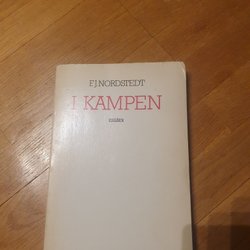 F.J. NORDSTEDT
I KAMPEN